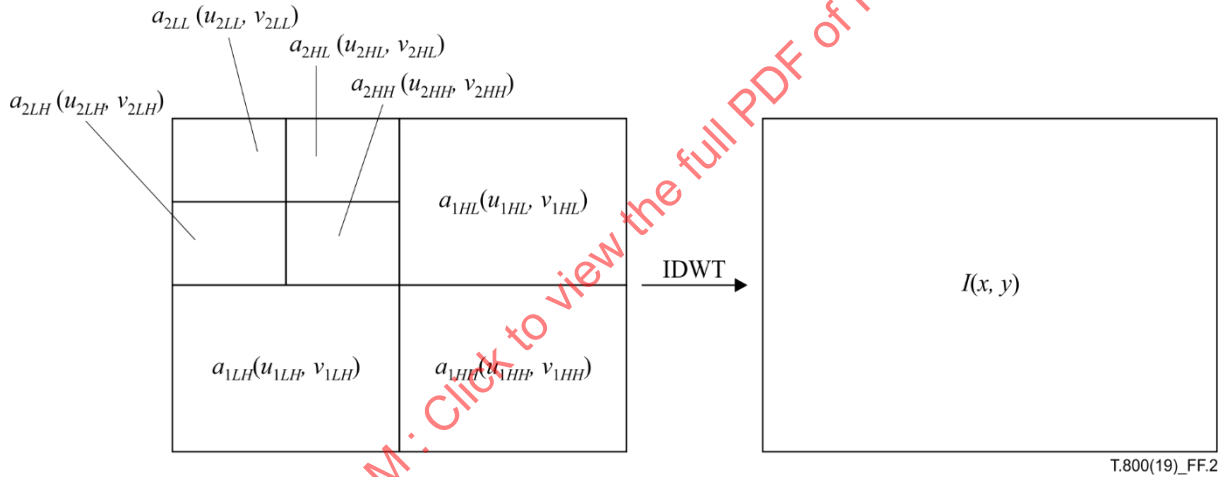 a2LL (u2LL, v2LL)
a2HL (u2HL, v2HL)
a2HH (u2HH, v2HH)
a2LH (u2LH, v2LH)
a1HL(u1HL, v1HL)
IDWT
I(x, y)
a1LH(u1LH, v1LH)
a1HH(u1HH, v1HH)
T.800(19)_FF.2
M : Click to view the full PDF of